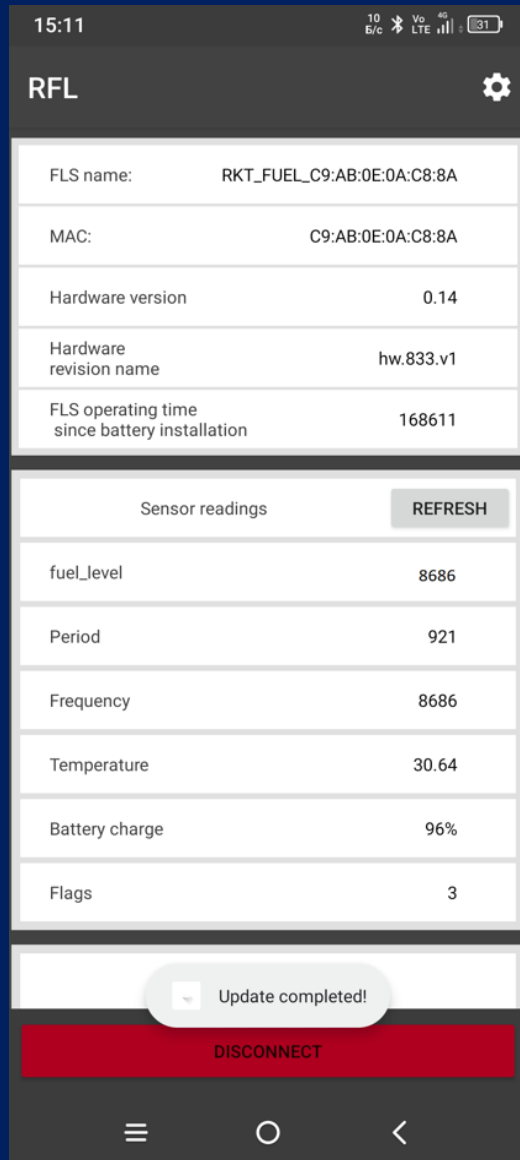 15:11
10 Б/с Vo LTE 4G 31
RFL
FLS name: RKT_FUEL_C9:AB:0E:0A:C8:8A
MAC: C9:AB:0E:0A:C8:8A
Hardware version 0.14
Hardware
revision name hw.833.v1
FLS operating time
since battery installation 168611
Sensor readings REFRESH
fuel_level 8686
Period 921
Frequency 8686
Temperature 30.64
Battery charge 96%
Flags 3
Update completed!
DISCONNECT